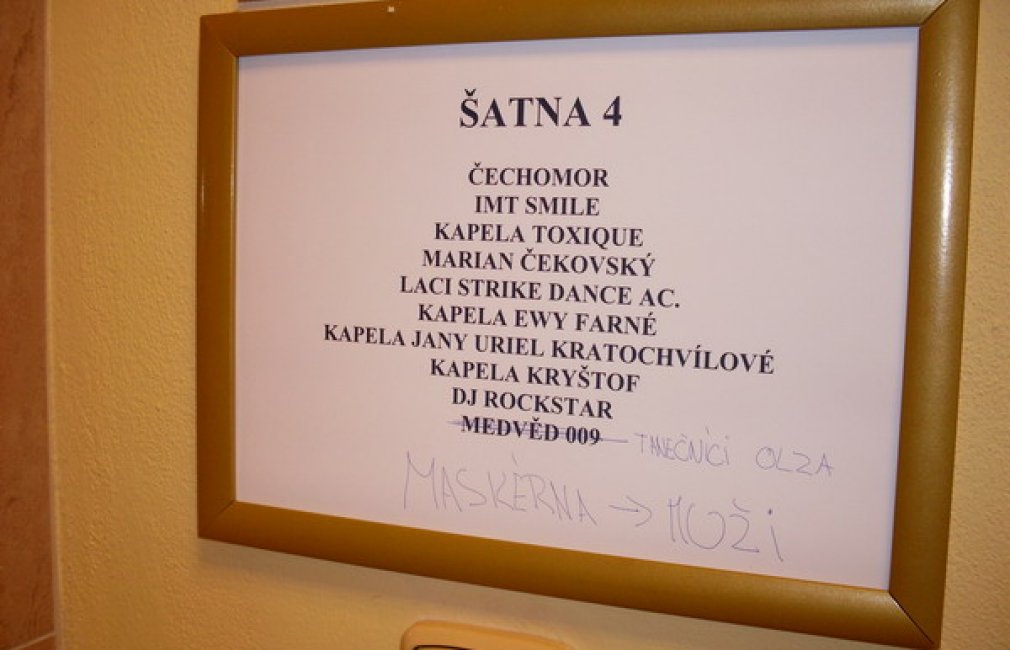 ŠATNA 4
ČECHOMOR
IMT SMILE
KAPELA TOXIQUE
MARIAN ČEKOVSKÝ
LACI STRIKE DANCE AC.
KAPELA EWY FARNÉ
KAPELA JANY URIEL KRATOCHVÍLOVÉ
KAPELA KRYŠTOF
DJ ROCKSTAR
MEDVĚD 009 — TANEČNÍCI OLZA
MASKÉRNA → MUŽI